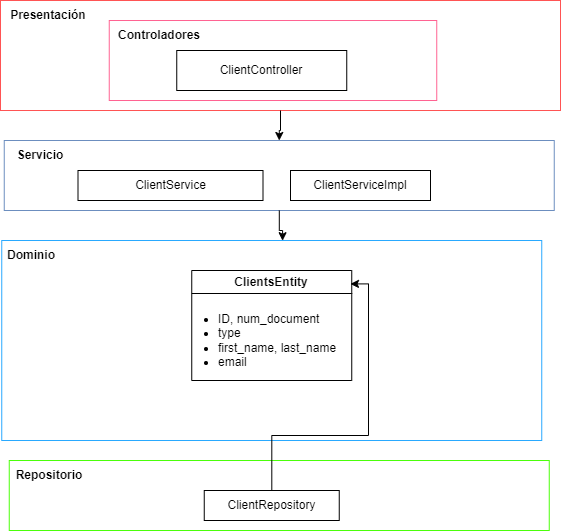 Presentación
Controladores
ClientController
Servicio
ClientService
ClientServiceImpl
Dominio
ClientsEntity
ID, num_document
type
first_name, last_name
email
Repositorio
ClientRepository